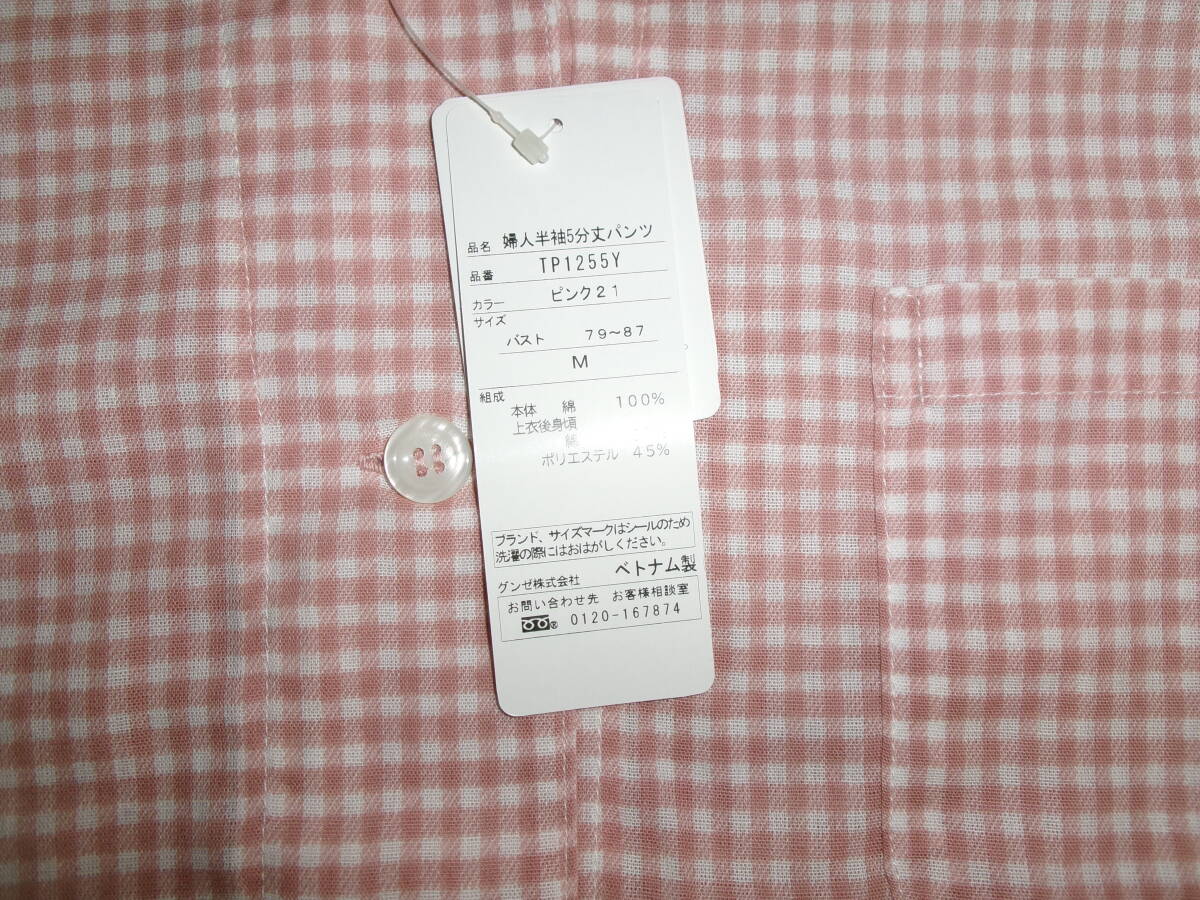 品名 婦人半袖5分丈パンツ
品番 TP1255Y
カラー ピンク21
サイズ
バスト 79～87
M
組成
本体 綿 100%
上衣後身頃
綿
ポリエステル 45%
ブランド、サイズマークはシールのため
洗濯の際にはおはがしください。
グンゼ株式会社 ベトナム製
お問い合わせ先 お客様相談室
® 0120-167874